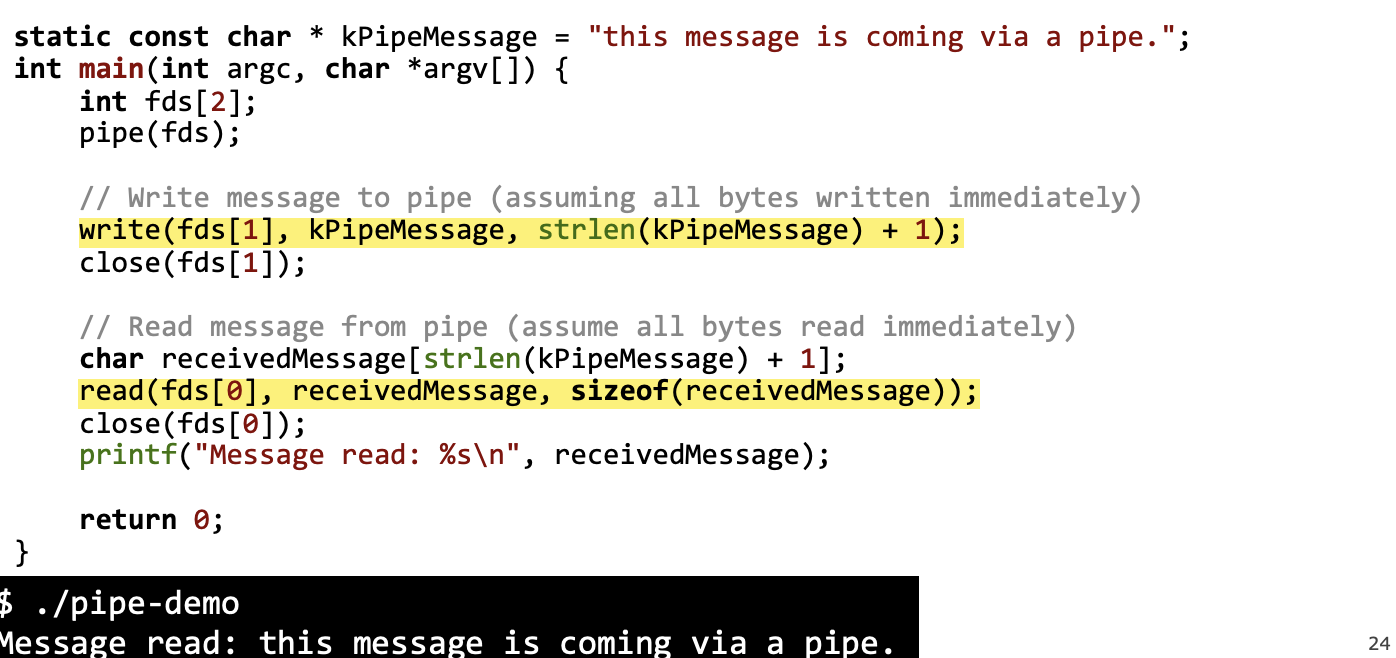 static const char * kPipeMessage = "this message is coming via a pipe.";
int main(int argc, char *argv[]) {
    int fds[2];
    pipe(fds);

    // Write message to pipe (assuming all bytes written immediately)
    write(fds[1], kPipeMessage, strlen(kPipeMessage) + 1);
    close(fds[1]);

    // Read message from pipe (assume all bytes read immediately)
    char receivedMessage[strlen(kPipeMessage) + 1];
    read(fds[0], receivedMessage, sizeof(receivedMessage));
    close(fds[0]);
    printf("Message read: %s\n", receivedMessage);

    return 0;
}
$ ./pipe-demo
Message read: this message is coming via a pipe.
24